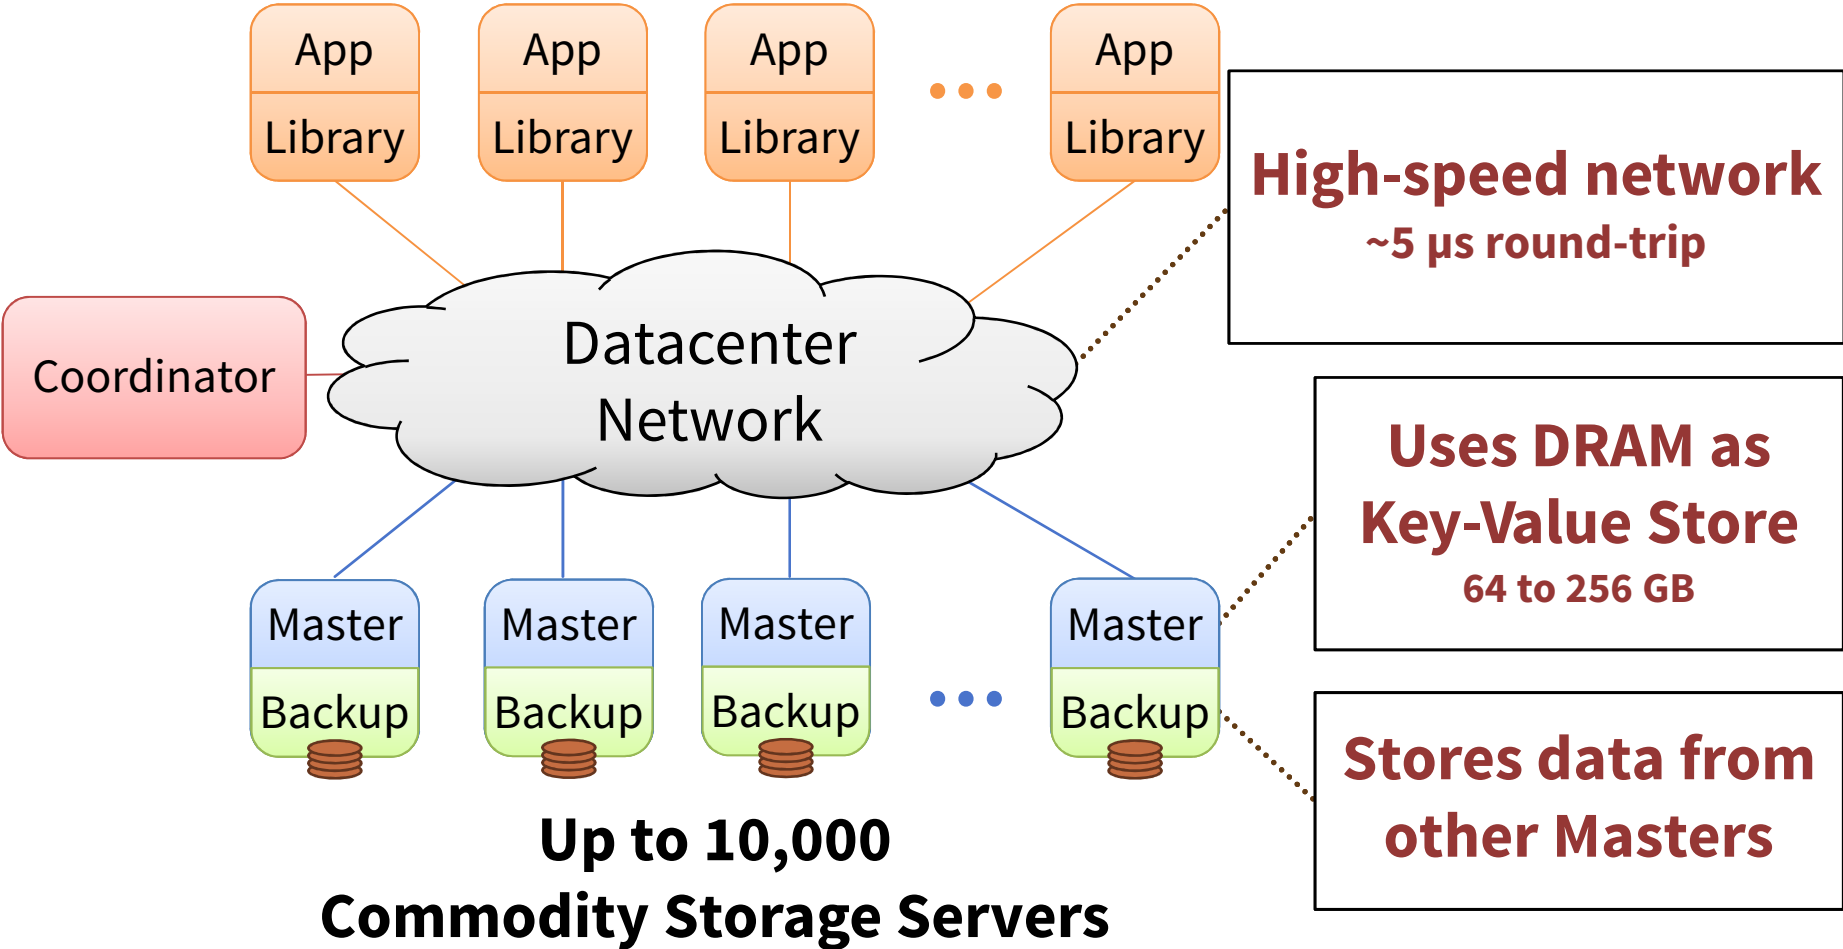 App
Library
App
Library
App
Library
App
Library
High-speed network
~5 µs round-trip
Coordinator
Datacenter
Network
Uses DRAM as
Key-Value Store
64 to 256 GB
Master
Backup
Master
Backup
Master
Backup
Master
Backup
Stores data from
other Masters
Up to 10,000
Commodity Storage Servers